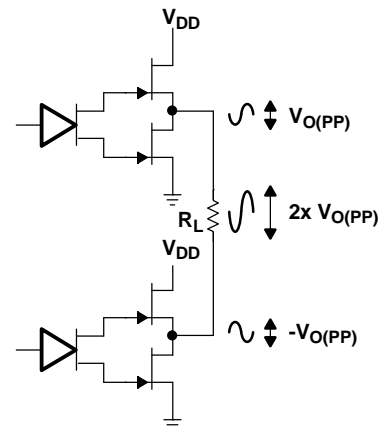 VDD
VO(PP)
RL
2x VO(PP)
VDD
-VO(PP)